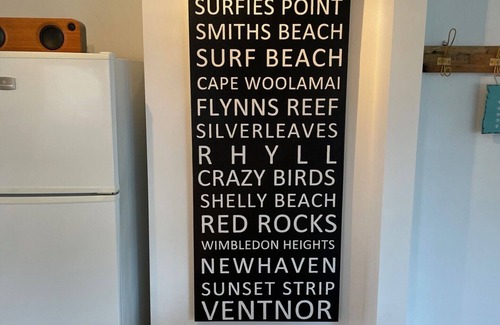 SURFIES POINT
SMITHS BEACH
SURF BEACH
CAPE WOOLAMAI
FLYNNS REEF
SILVERLEAVES
RHYLL
CRAZY BIRDS
SHELLY BEACH
RED ROCKS
WIMBLEDON HEIGHTS
NEWHAVEN
SUNSET STRIP
VENTNOR